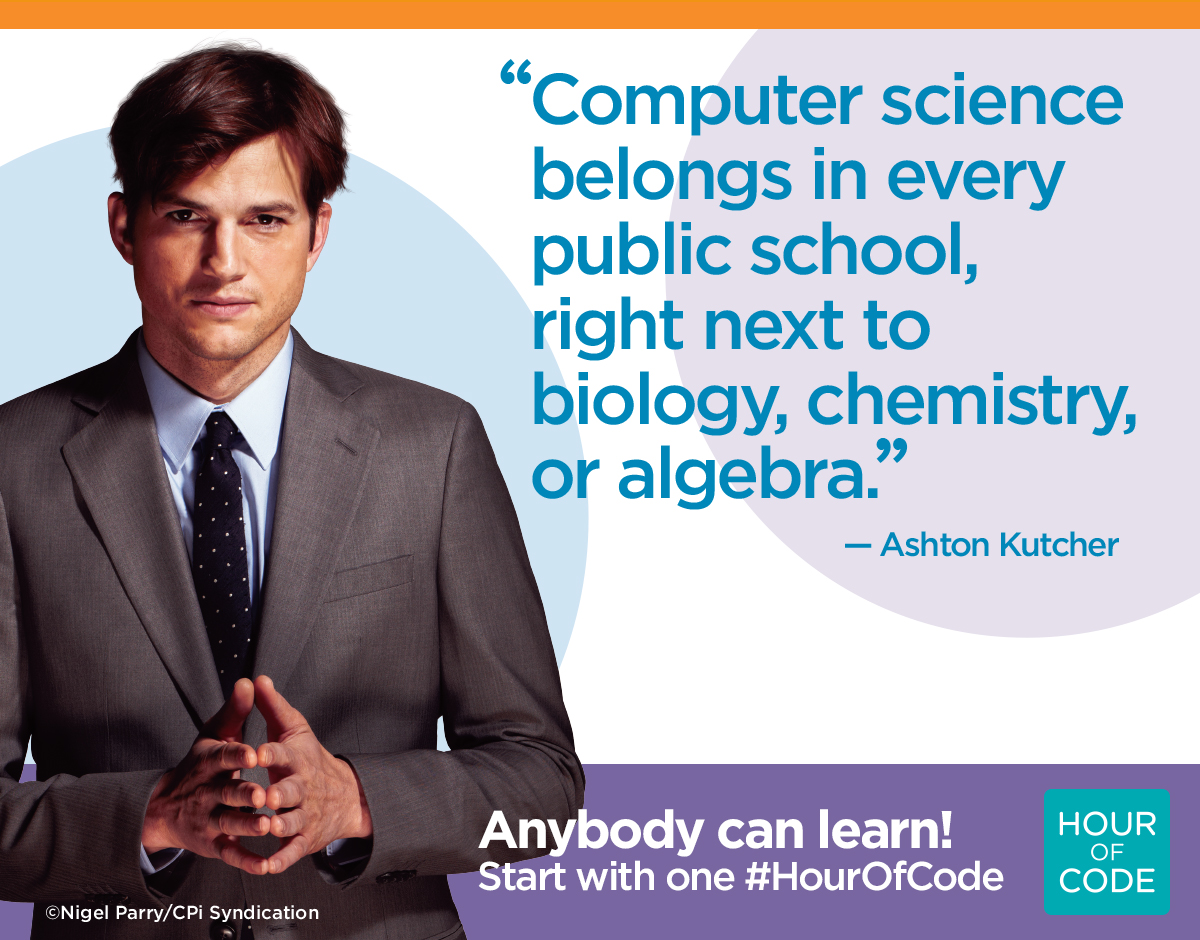 “Computer science
belongs in every
public school,
right next to
biology, chemistry,
or algebra.”
— Ashton Kutcher
Anybody can learn!
Start with one #HourOfCode
HOUR
OF
CODE
©Nigel Parry/CPi Syndication